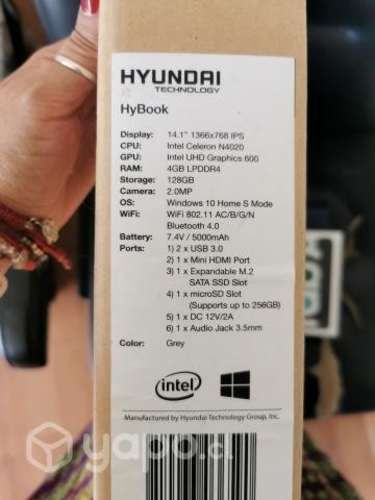 HYUNDAI
TECHNOLOGY
HyBook
Display: 14.1" 1366x768 IPS
CPU: Intel Celeron N4020
GPU: Intel UHD Graphics 600
RAM: 4GB LPDDR4
Storage: 128GB
Camera: 2.0MP
OS: Windows 10 Home S Mode
WiFi: WiFi 802.11 AC/B/G/N
Bluetooth 4.0
Battery: 7.4V / 5000mAh
Ports: 1) 2 x USB 3.0
2) 1 x Mini HDMI Port
3) 1 x Expandable M.2
SATA SSD Slot
4) 1 x microSD Slot
(Supports up to 256GB)
5) 1 x DC 12V/2A
6) 1 x Audio Jack 3.5mm
Color: Grey
intel
Manufactured by Hyundai Technology Group, Inc.
yapo.cl